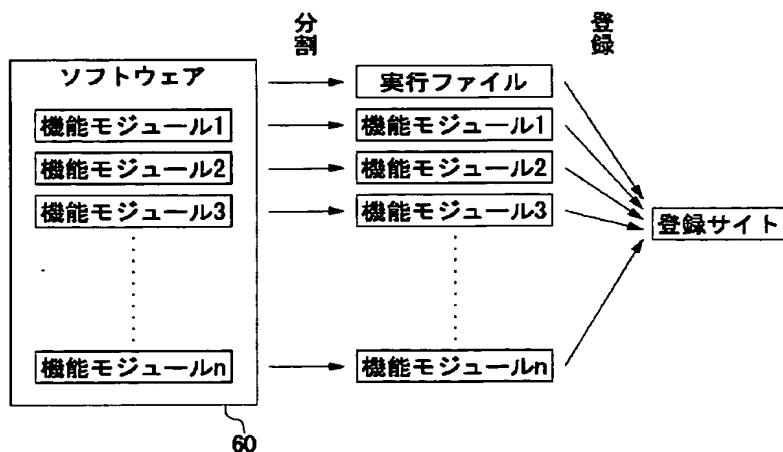 分割
登録
ソフトウェア
実行ファイル
機能モジュール1
機能モジュール1
機能モジュール2
機能モジュール2
機能モジュール3
機能モジュール3
登録サイト
機能モジュールn
機能モジュールn
60